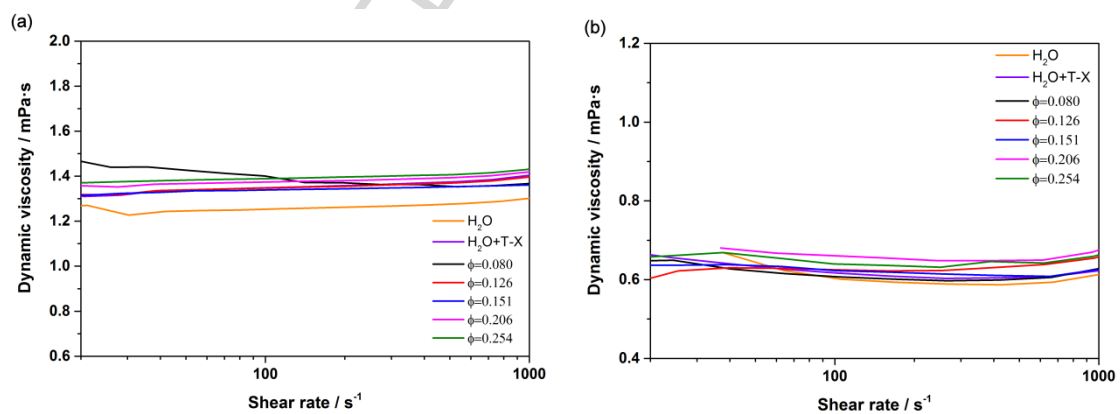 (a)
2.0
1.8
1.6
1.4
1.2
1.0
0.8
0.6
Dynamic viscosity / mPa·s
H₂O
H₂O+T-X
ϕ=0.080
ϕ=0.126
ϕ=0.151
ϕ=0.206
ϕ=0.254
100
1000
Shear rate / s⁻¹
(b)
1.2
1.0
0.8
0.6
0.4
Dynamic viscosity / mPa·s
H₂O
H₂O+T-X
ϕ=0.080
ϕ=0.126
ϕ=0.151
ϕ=0.206
ϕ=0.254
100
1000
Shear rate / s⁻¹